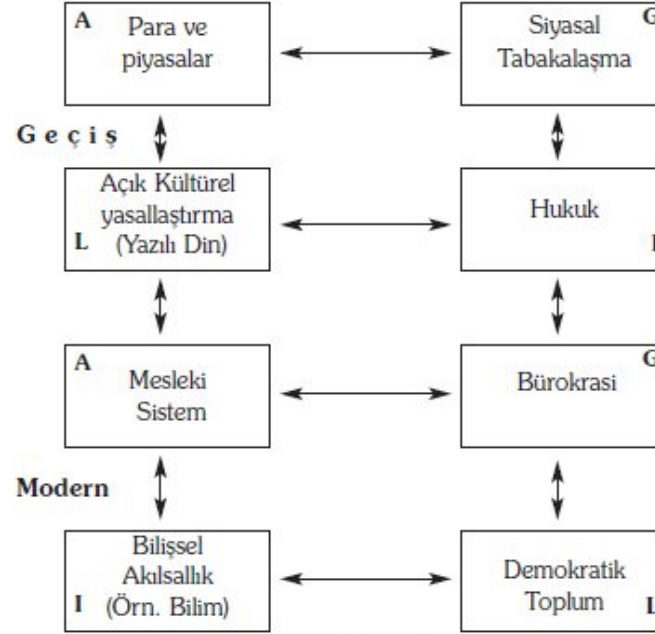 A
Para ve
piyasalar
Siyasal
Tabakalaşma
G
G e ç i ş
Açık Kültürel
yasallaştırma
L
(Yazılı Din)
Hukuk
A
Mesleki
Sistem
G
Bürokrasi
Modern
Bilişsel
Akılsallık
I
(Örn. Bilim)
Demokratik
Toplum
L